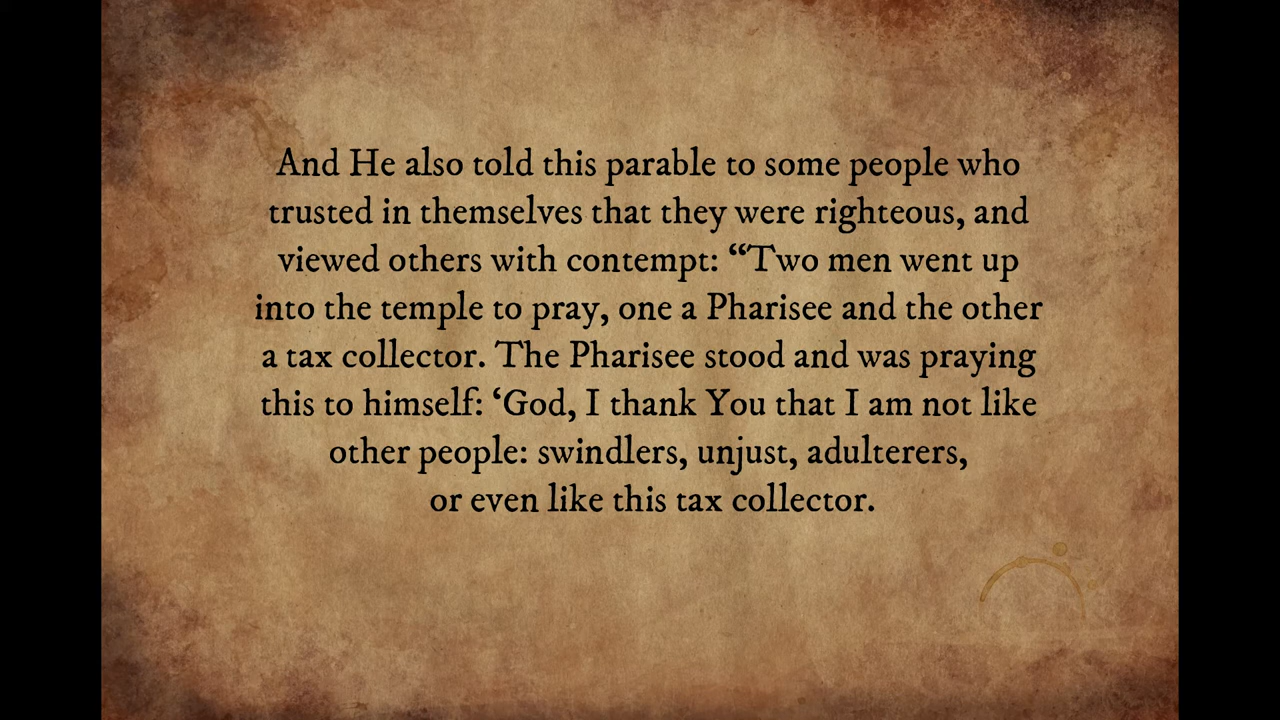 And He also told this parable to some people who
trusted in themselves that they were righteous, and
viewed others with contempt: “Two men went up
into the temple to pray, one a Pharisee and the other
a tax collector. The Pharisee stood and was praying
this to himself: ‘God, I thank You that I am not like
other people: swindlers, unjust, adulterers,
or even like this tax collector.